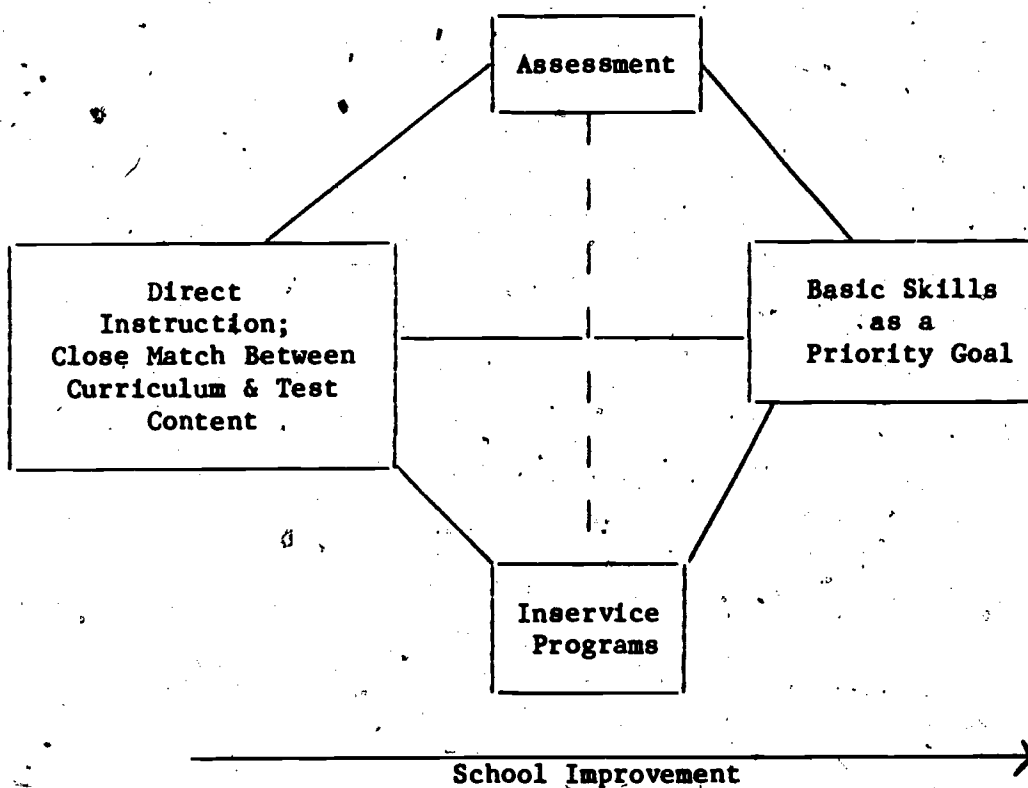 Assessment
Direct
Instruction;
Close Match Between
Curriculum & Test
Content
Basic Skills
as a
Priority Goal
Inservice
Programs
School Improvement